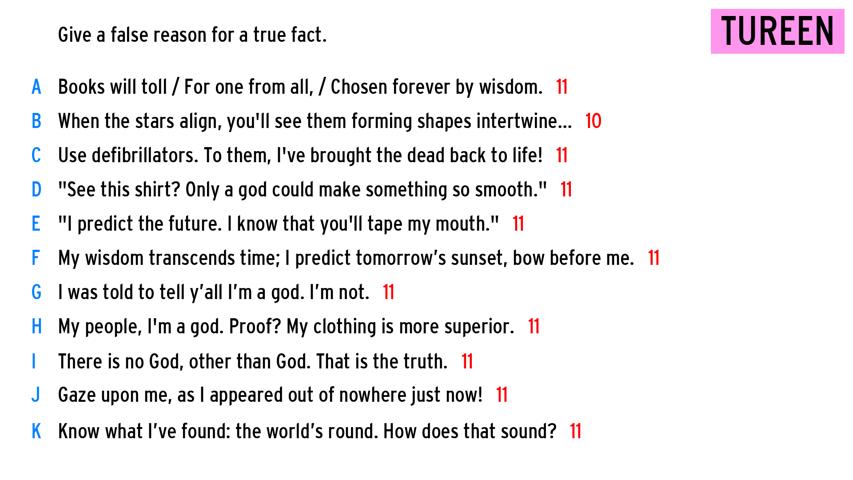 Give a false reason for a true fact.
TUREEN
A Books will toll / For one from all, / Chosen forever by wisdom. 11
B When the stars align, you'll see them forming shapes intertwine... 10
C Use defibrillators. To them, I've brought the dead back to life! 11
D "See this shirt? Only a god could make something so smooth." 11
E "I predict the future. I know that you'll tape my mouth." 11
F My wisdom transcends time; I predict tomorrow’s sunset, bow before me. 11
G I was told to tell y’all I’m a god. I’m not. 11
H My people, I'm a god. Proof? My clothing is more superior. 11
I There is no God, other than God. That is the truth. 11
J Gaze upon me, as I appeared out of nowhere just now! 11
K Know what I’ve found: the world’s round. How does that sound? 11